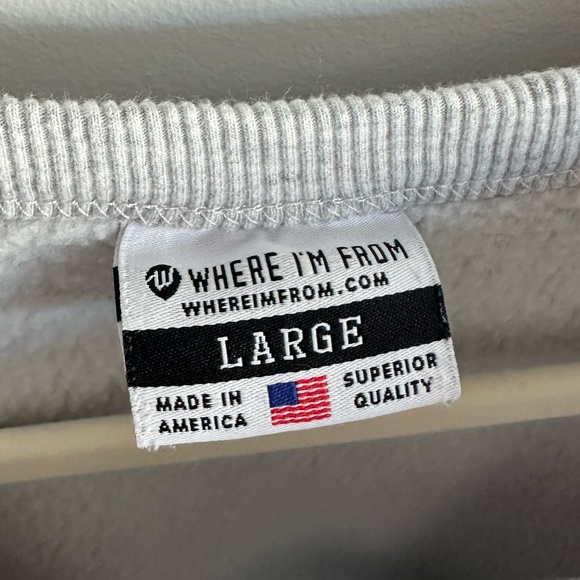 WHERE I'M FROM
WHEREIMFROM.COM
LARGE
MADE IN AMERICA
SUPERIOR QUALITY